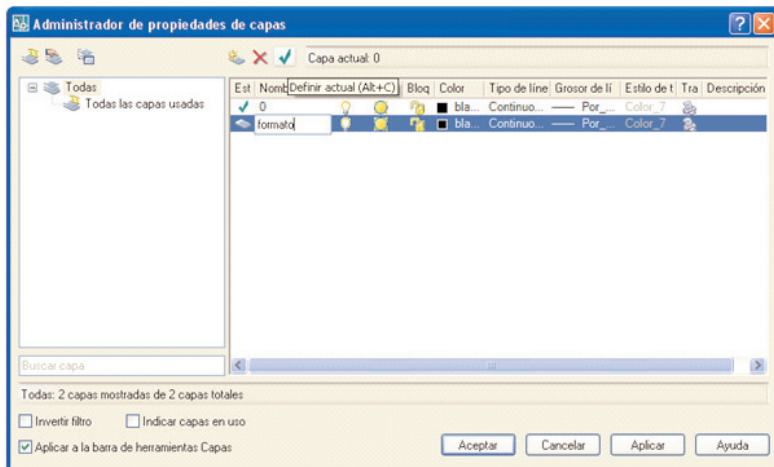 Administrador de propiedades de capas
Capa actual: 0
Todas
Todas las capas usadas
Est Nomb Definir actual (Alt+C) Bloq Color Tipo de líne Grosor de lí Estilo de t Tra Descripción
0 bla... Continuo... Por_... Color_7
formato bla... Continuo... Por_... Color_7
Buscar capa
Todas: 2 capas mostradas de 2 capas totales
Invertir filtro Indicar capas en uso
Aplicar a la barra de herramientas Capas
Aceptar Cancelar Aplicar Ayuda